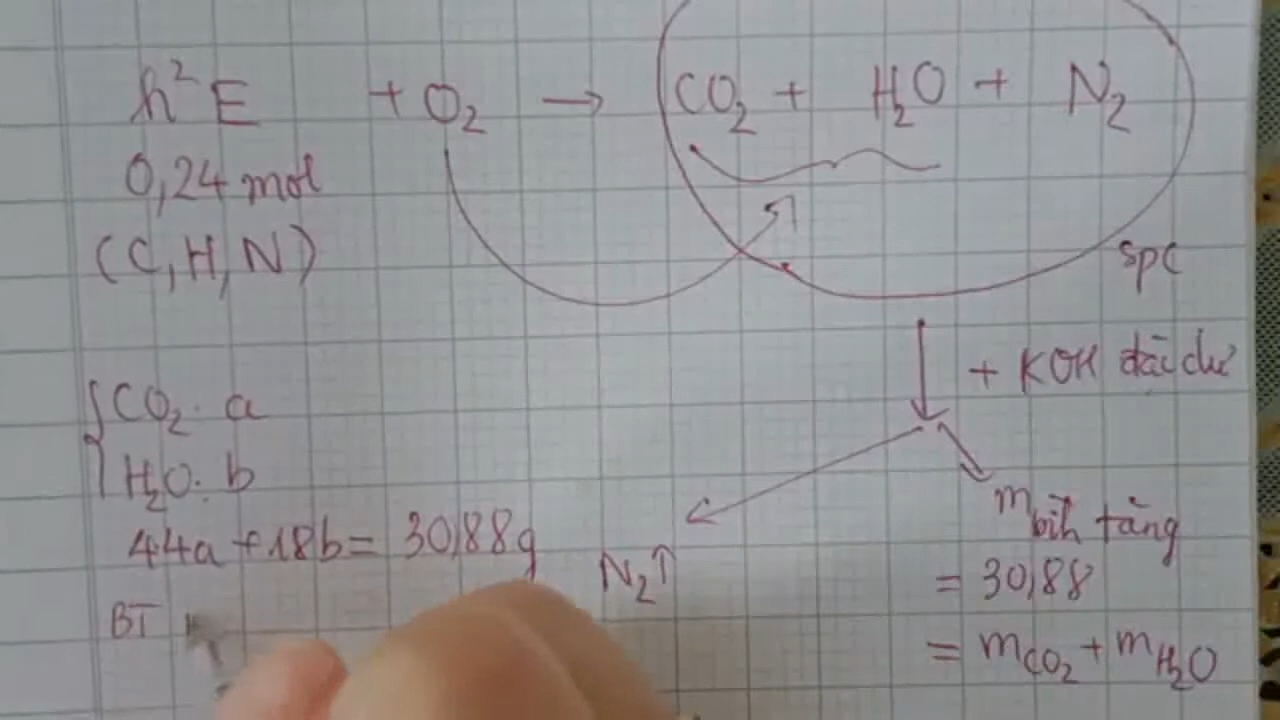 h² E + O₂ → CO₂ + H₂O + N₂
0,24 mol
(C, H, N)
spc
+ KOH đặc dư
{ CO₂: a
H₂O: b
44a + 18b = 30,88g
N₂↑
m bình tăng
= 30,88
= mCO₂ + mH₂O
BT